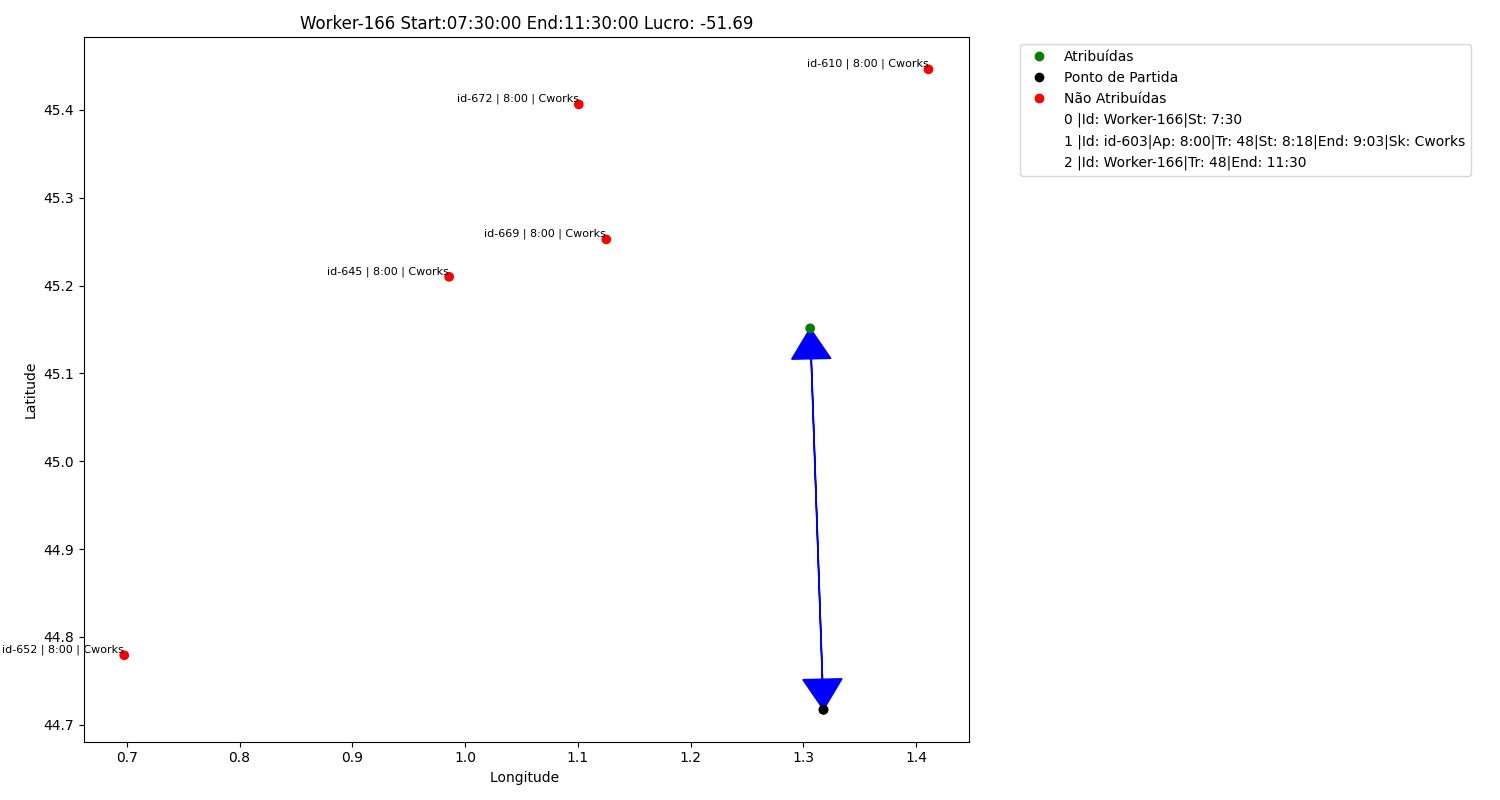 Worker-166 Start:07:30:00 End:11:30:00 Lucro: -51.69
id-610 | 8:00 | Cworks
id-672 | 8:00 | Cworks
id-669 | 8:00 | Cworks
id-645 | 8:00 | Cworks
id-652 | 8:00 | Cworks
45.4
45.3
45.2
45.1
45.0
44.9
44.8
44.7
Latitude
0.7
0.8
0.9
1.0
1.1
1.2
1.3
1.4
Longitude
Atribuídas
Ponto de Partida
Não Atribuídas
0 |Id: Worker-166|St: 7:30
1 |Id: id-603|Ap: 8:00|Tr: 48|St: 8:18|End: 9:03|Sk: Cworks
2 |Id: Worker-166|Tr: 48|End: 11:30